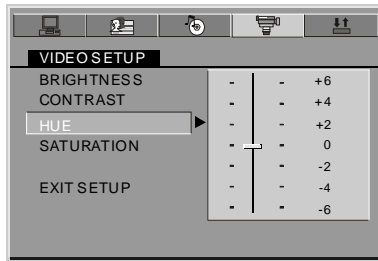 VIDEO SETUP
BRIGHTNESS
CONTRAST
HUE
SATURATION
EXIT SETUP
+6
+4
+2
0
-2
-4
-6